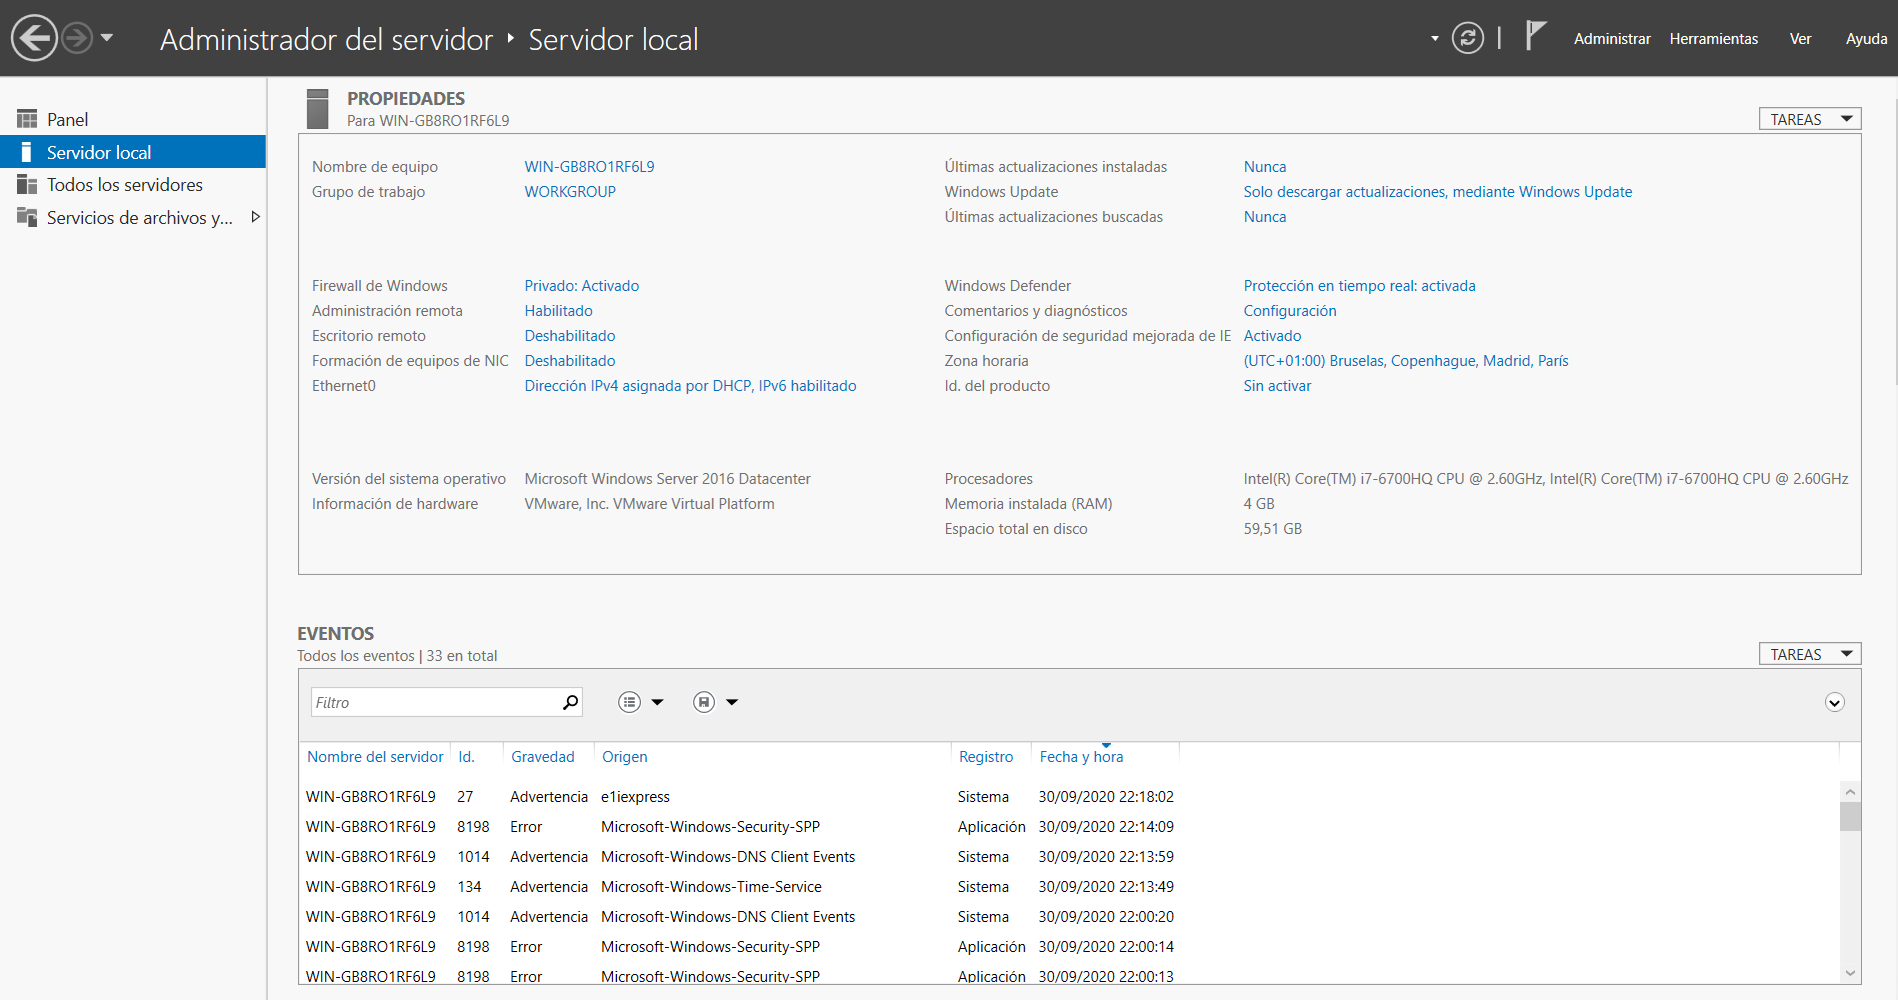 Administrador del servidor ‣ Servidor local
Administrar Herramientas Ver Ayuda
Panel
Servidor local
Todos los servidores
Servicios de archivos y...
PROPIEDADES
Para WIN-GB8RO1RF6L9
TAREAS
Nombre de equipo WIN-GB8RO1RF6L9 Últimas actualizaciones instaladas Nunca
Grupo de trabajo WORKGROUP Windows Update Solo descargar actualizaciones, mediante Windows Update
Últimas actualizaciones buscadas Nunca
Firewall de Windows Privado: Activado Windows Defender Protección en tiempo real: activada
Administración remota Habilitado Comentarios y diagnósticos Configuración
Escritorio remoto Deshabilitado Configuración de seguridad mejorada de IE Activado
Formación de equipos de NIC Deshabilitado Zona horaria (UTC+01:00) Bruselas, Copenhague, Madrid, París
Ethernet0 Dirección IPv4 asignada por DHCP, IPv6 habilitado Id. del producto Sin activar
Versión del sistema operativo Microsoft Windows Server 2016 Datacenter Procesadores Intel(R) Core(TM) i7-6700HQ CPU @ 2.60GHz, Intel(R) Core(TM) i7-6700HQ CPU @ 2.60GHz
Información de hardware VMware, Inc. VMware Virtual Platform Memoria instalada (RAM) 4 GB
Espacio total en disco 59,51 GB
EVENTOS
Todos los eventos | 33 en total
TAREAS
Filtro
Nombre del servidor Id. Gravedad Origen Registro Fecha y hora
WIN-GB8RO1RF6L9 27 Advertencia e1iexpress Sistema 30/09/2020 22:18:02
WIN-GB8RO1RF6L9 8198 Error Microsoft-Windows-Security-SPP Aplicación 30/09/2020 22:14:09
WIN-GB8RO1RF6L9 1014 Advertencia Microsoft-Windows-DNS Client Events Sistema 30/09/2020 22:13:59
WIN-GB8RO1RF6L9 134 Advertencia Microsoft-Windows-Time-Service Sistema 30/09/2020 22:13:49
WIN-GB8RO1RF6L9 1014 Advertencia Microsoft-Windows-DNS Client Events Sistema 30/09/2020 22:00:20
WIN-GB8RO1RF6L9 8198 Error Microsoft-Windows-Security-SPP Aplicación 30/09/2020 22:00:14
WIN-GB8RO1RF6L9 8198 Error Microsoft-Windows-Security-SPP Aplicación 30/09/2020 22:00:13